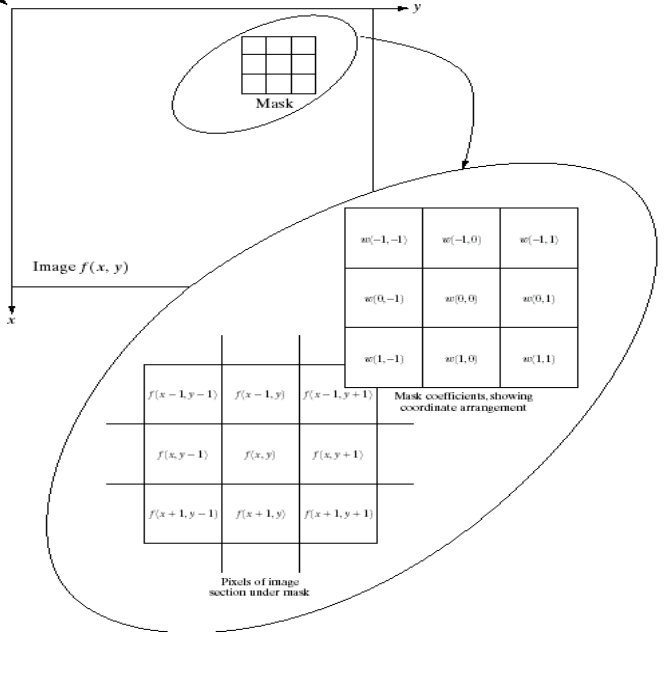 y
Mask
Image f(x, y)
x
w(−1,−1) w(−1,0) w(−1,1)
w(0,−1) w(0,0) w(0,1)
w(1,−1) w(1,0) w(1,1)
Mask coefficients, showing
coordinate arrangement
f(x − 1, y − 1) f(x − 1, y) f(x − 1, y + 1)
f(x, y − 1) f(x, y) f(x, y + 1)
f(x + 1, y − 1) f(x + 1, y) f(x + 1, y + 1)
Pixels of image
section under mask